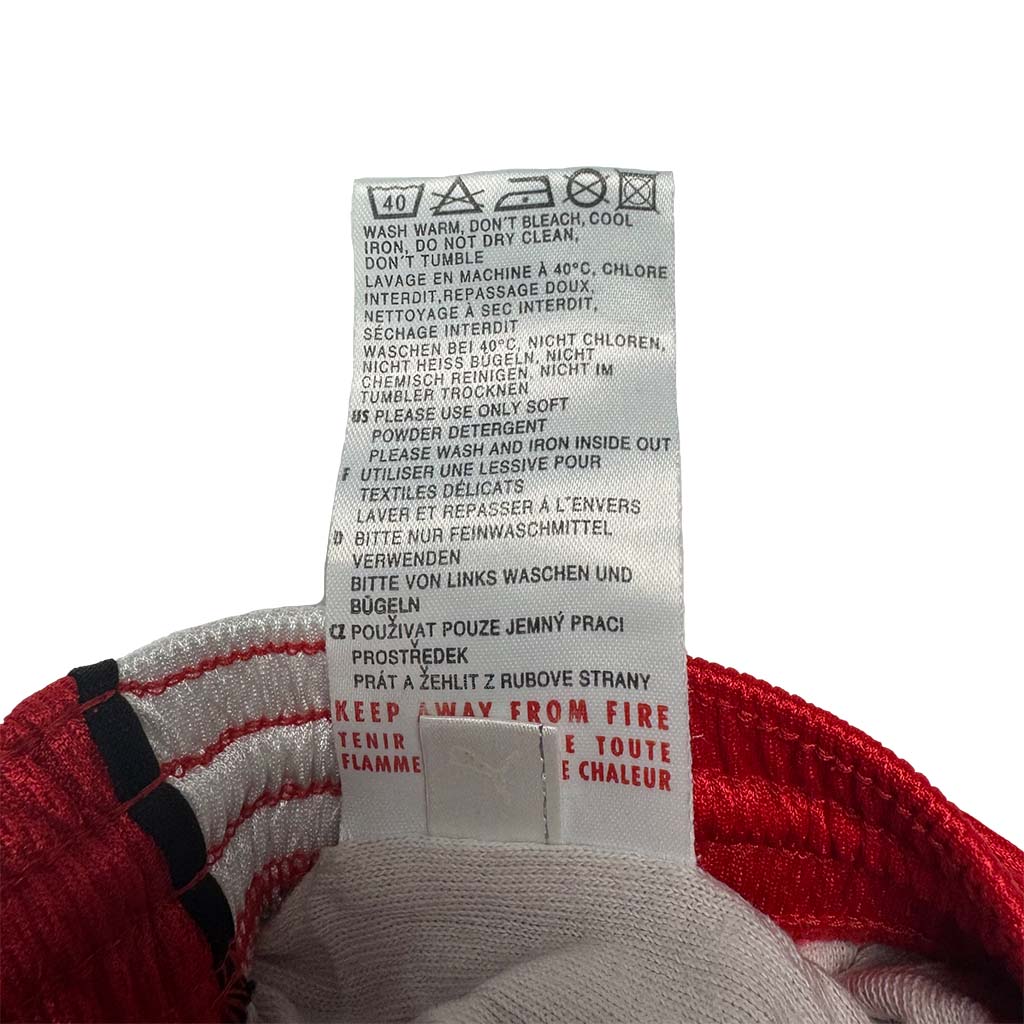 40
WASH WARM, DON'T BLEACH, COOL
IRON, DO NOT DRY CLEAN,
DON'T TUMBLE
LAVAGE EN MACHINE À 40°C, CHLORE
INTERDIT,REPASSAGE DOUX,
NETTOYAGE À SEC INTERDIT,
SÉCHAGE INTERDIT
WASCHEN BEI 40°C, NICHT CHLOREN,
NICHT HEISS BÜGELN, NICHT
CHEMISCH REINIGEN, NICHT IM
TUMBLER TROCKNEN
US PLEASE USE ONLY SOFT
POWDER DETERGENT
PLEASE WASH AND IRON INSIDE OUT
F UTILISER UNE LESSIVE POUR
TEXTILES DÉLICATS
LAVER ET REPASSER À L'ENVERS
D BITTE NUR FEINWASCHMITTEL
VERWENDEN
BITTE VON LINKS WASCHEN UND
BÜGELN
CZ POUŽIVAT POUZE JEMNÝ PRACI
PROSTŘEDEK
PRÁT A ŽEHLIT Z RUBOVE STRANY
KEEP AWAY FROM FIRE
TENIR E TOUTE
FLAMME E CHALEUR